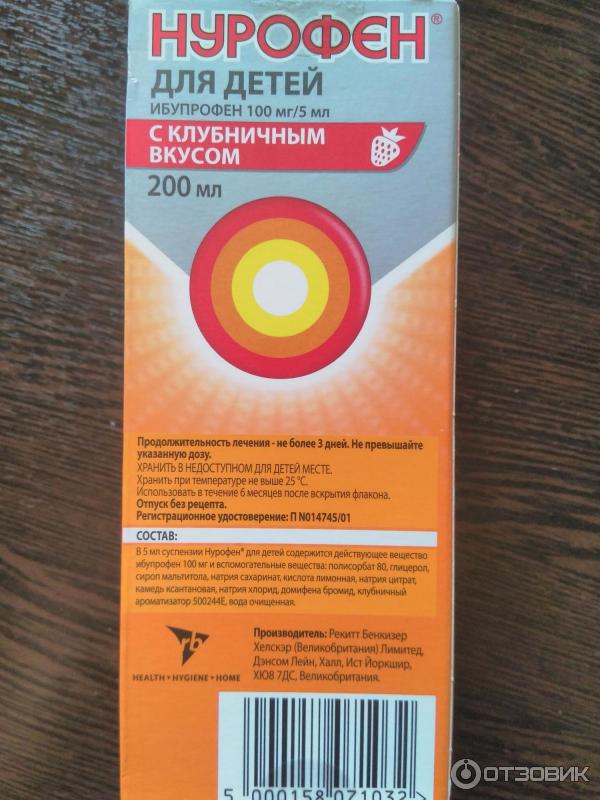 НУРОФЕН®
ДЛЯ ДЕТЕЙ
ИБУПРОФЕН 100 мг/5 мл
С КЛУБНИЧНЫМ
ВКУСОМ
200 мл
Продолжительность лечения - не более 3 дней. Не превышайте
указанную дозу.
ХРАНИТЬ В НЕДОСТУПНОМ ДЛЯ ДЕТЕЙ МЕСТЕ.
Хранить при температуре не выше 25 °С.
Использовать в течение 6 месяцев после вскрытия флакона.
Отпуск без рецепта.
Регистрационное удостоверение: П N014745/01
СОСТАВ:
В 5 мл суспензии Нурофен® для детей содержится действующее вещество
ибупрофен 100 мг и вспомогательные вещества: полисорбат 80, глицерол,
сироп мальтитола, натрия сахаринат, кислота лимонная, натрия цитрат,
камедь ксантановая, натрия хлорид, домифена бромид, клубничный
ароматизатор 500244Е, вода очищенная.
rb
HEALTH • HYGIENE • HOME
Производитель: Рекитт Бенкизер
Хелскэр (Великобритания) Лимитед,
Дэнсом Лейн, Халл, Ист Йоркшир,
ХЮ8 7ДС, Великобритания.
5 000158 071032 >
ОТЗОВИК